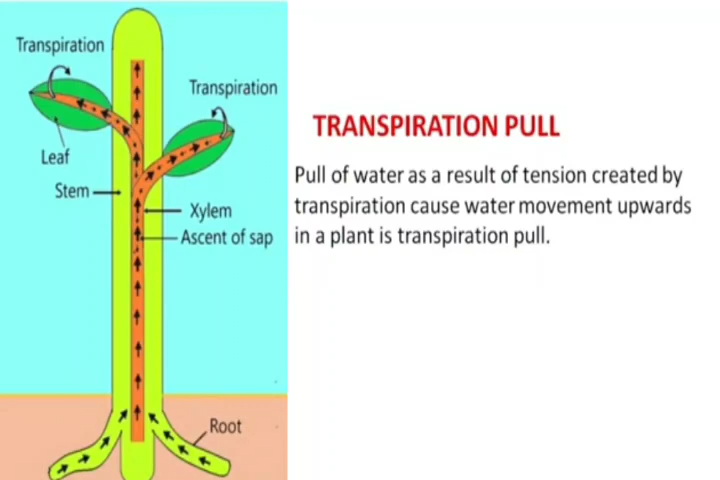 Transpiration
Transpiration
Leaf
Stem
Xylem
Ascent of sap
Root
TRANSPIRATION PULL
Pull of water as a result of tension created by
transpiration cause water movement upwards
in a plant is transpiration pull.